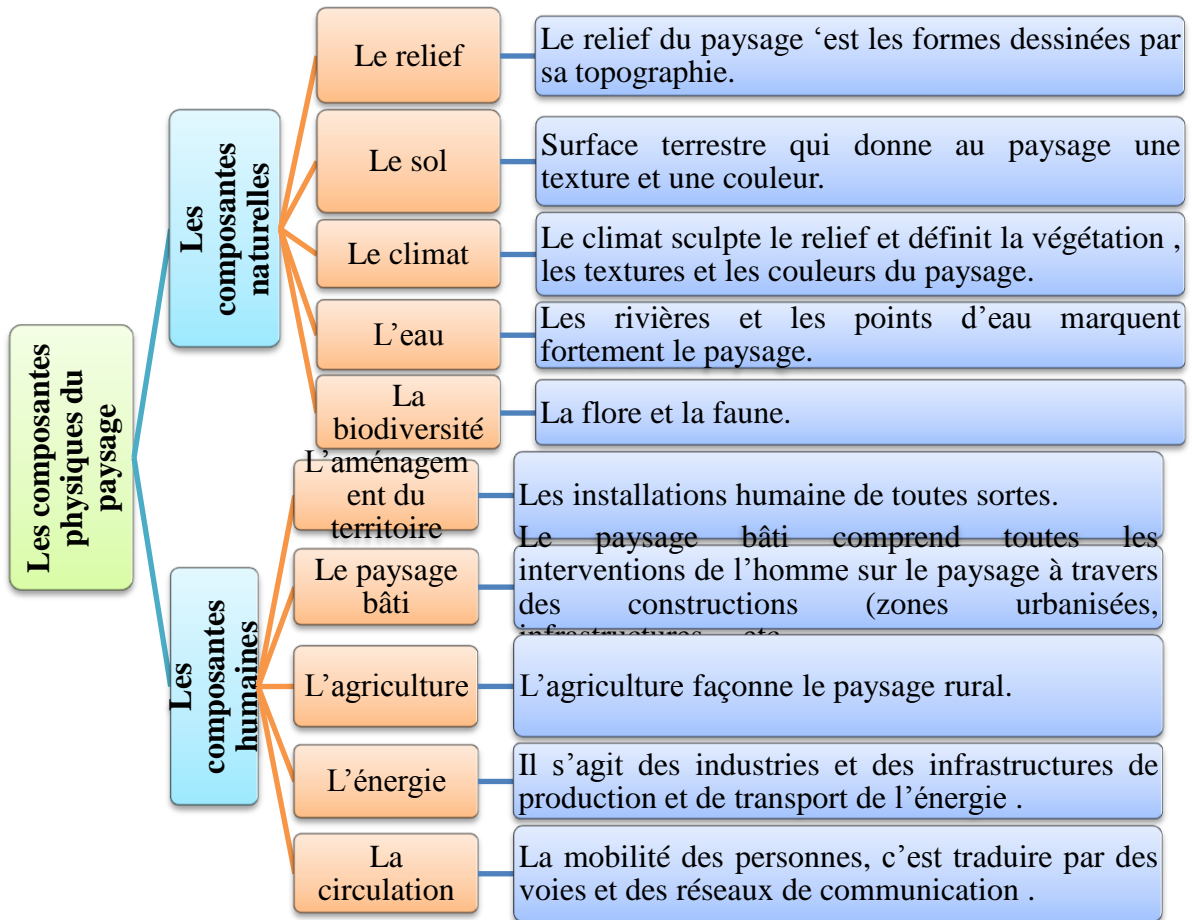 Les composantes
physiques du
paysage
Les
composantes
naturelles
Le relief
Le relief du paysage ‘est les formes dessinées par
sa topographie.
Le sol
Surface terrestre qui donne au paysage une
texture et une couleur.
Le climat
Le climat sculpte le relief et définit la végétation ,
les textures et les couleurs du paysage.
L’eau
Les rivières et les points d’eau marquent
fortement le paysage.
La
biodiversité
La flore et la faune.
Les
composantes
humaines
L’aménagem
ent du
territoire
Les installations humaine de toutes sortes.
Le paysage
bâti
Le paysage bâti comprend toutes les
interventions de l’homme sur le paysage à travers
des constructions (zones urbanisées,
infrastructures etc
L’agriculture
L’agriculture façonne le paysage rural.
L’énergie
Il s’agit des industries et des infrastructures de
production et de transport de l’énergie .
La
circulation
La mobilité des personnes, c’est traduire par des
voies et des réseaux de communication .